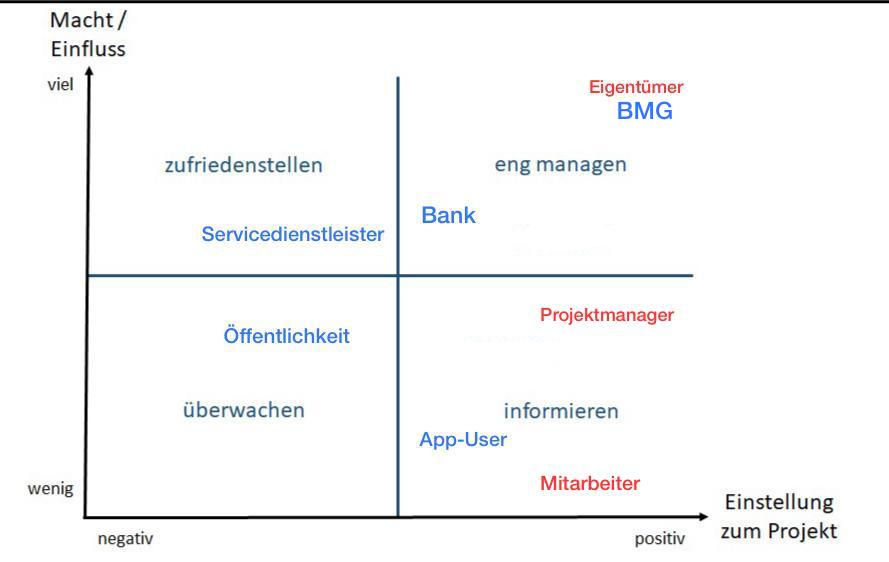 Macht /
Einfluss
viel
Eigentümer
BMG
zufriedenstellen
eng managen
Bank
Servicedienstleister
Projektmanager
Öffentlichkeit
überwachen
informieren
App-User
Mitarbeiter
wenig
Einstellung
zum Projekt
negativ
positiv